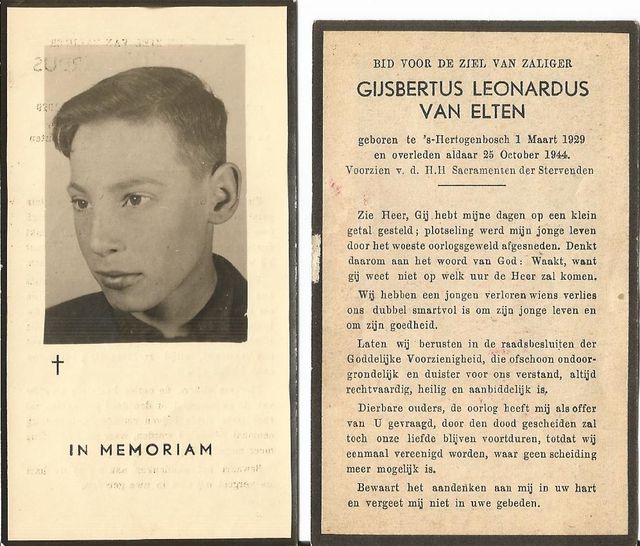 IN MEMORIAM
BID VOOR DE ZIEL VAN ZALIGER
GIJSBERTUS LEONARDUS
VAN ELTEN
geboren te 's-Hertogenbosch 1 Maart 1929
en overleden aldaar 25 October 1944.
Voorzien v. d. H.H Sacramenten der Stervenden
Zie Heer, Gij hebt mijne dagen op een klein
getal gesteld; plotseling werd mijn jonge leven
door het woeste oorlogsgeweld afgesneden. Denkt
daarom aan het woord van God: Waakt, want
gij weet niet op welk uur de Heer zal komen.
Wij hebben een jongen verloren wiens verlies
ons dubbel smartvol is om zijn jonge leven en
om zijn goedheid.
Laten wij berusten in de raadsbesluiten der
Goddelijke Voorzienigheid, die ofschoon ondoor-
grondelijk en duister voor ons verstand, altijd
rechtvaardig, heilig en aanbiddelijk is.
Dierbare ouders, de oorlog heeft mij als offer
van U gevraagd, door den dood gescheiden zal
toch onze liefde blijven voortduren, totdat wij
eenmaal vereenigd worden, waar geen scheiding
meer mogelijk is.
Bewaart het aandenken aan mij in uw hart
en vergeet mij niet in uwe gebeden.